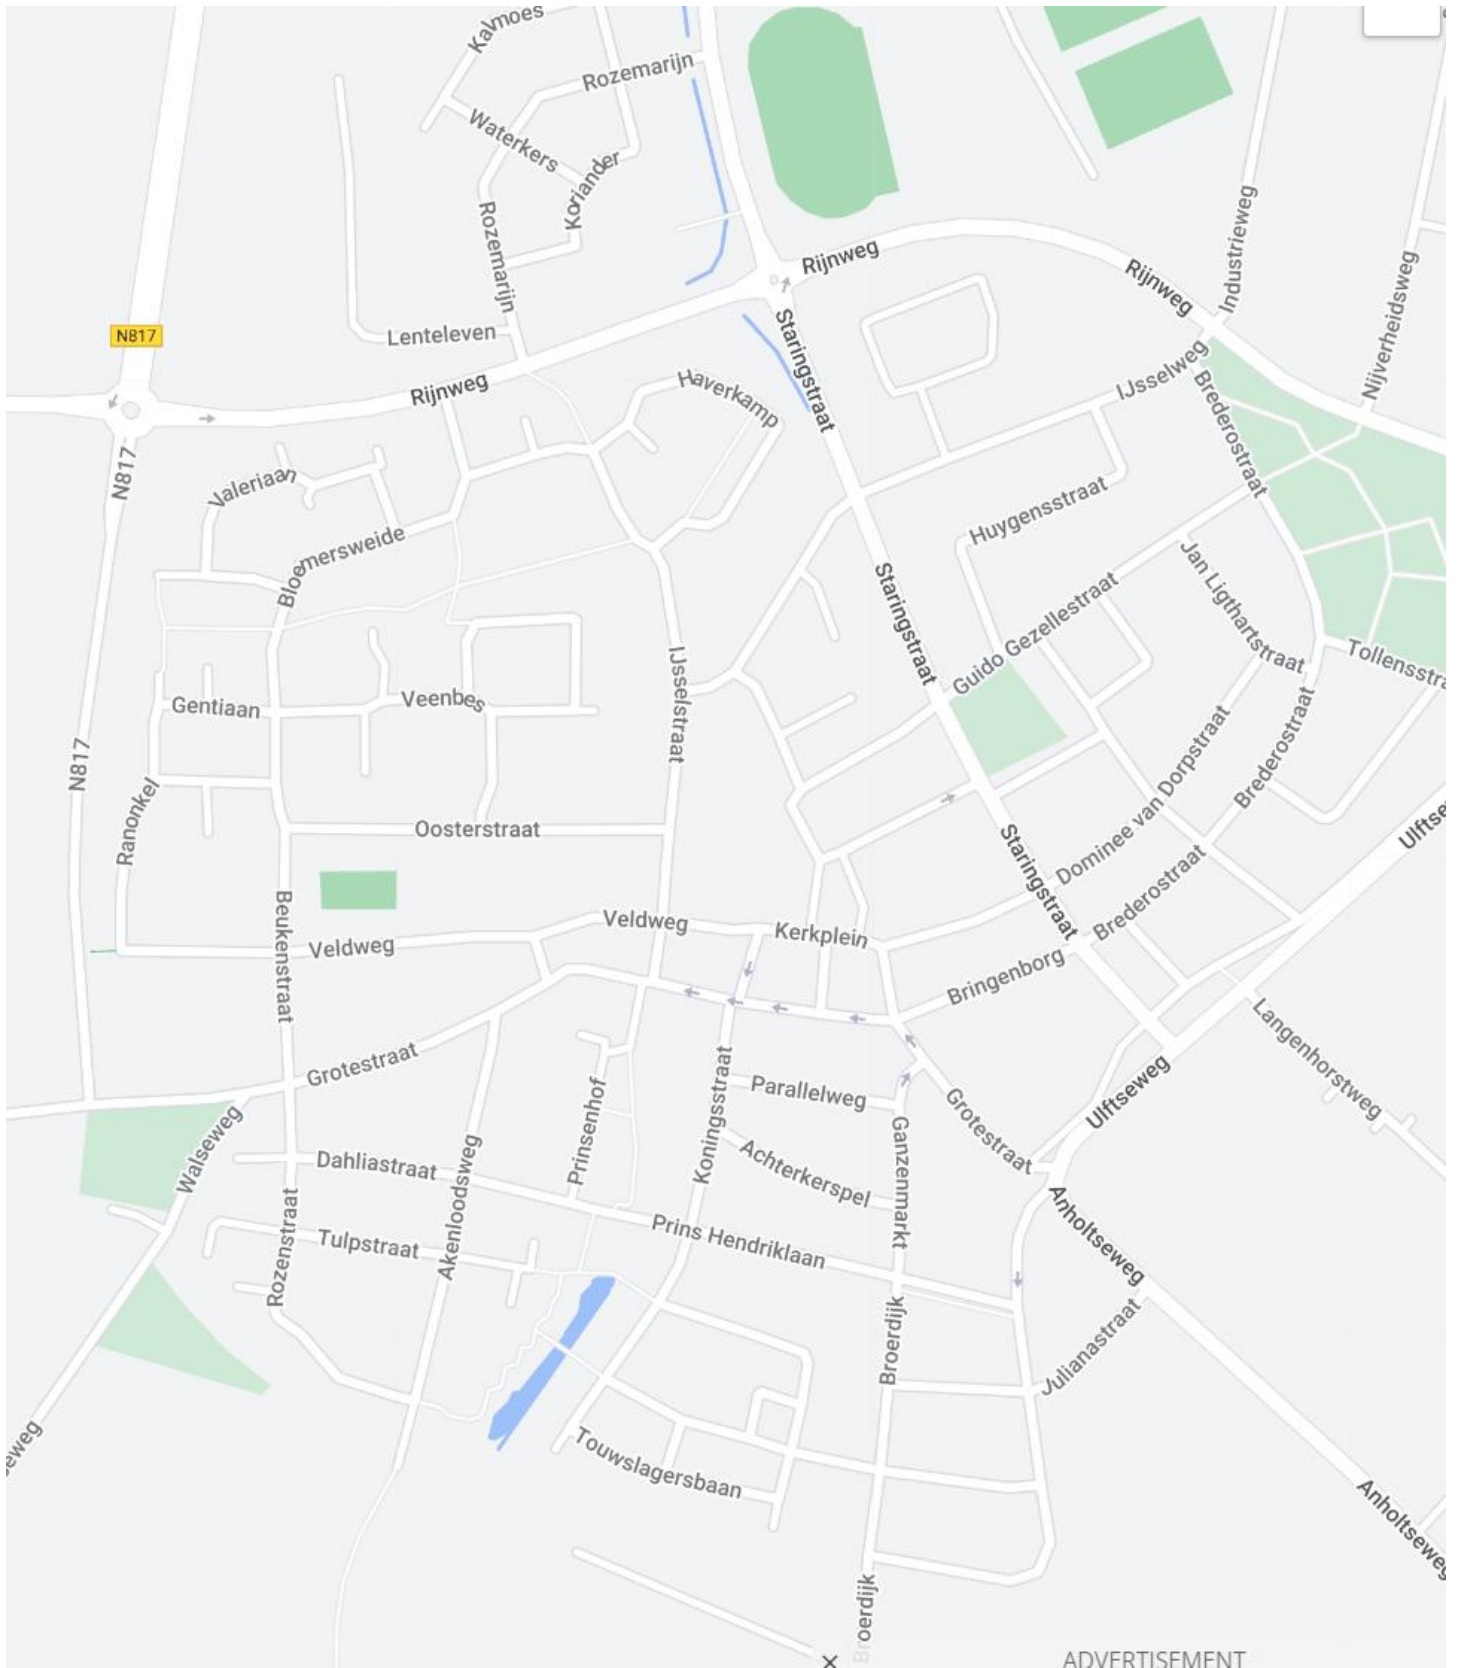 Kalmoes
Rozemarijn
Waterkers
Koriander
Rozemarijn
Rijnweg
Industrieweg
Rijnweg
Nijverheidsweg
N817
Lenteleven
Staringstraat
Rijnweg
Haverkamp
IJsselweg
Brederostraat
N817
Valeriaan
Huygensstraat
Bloemersweide
Jan Ligthartstraat
Staringstraat
Guido Gezellestraat
IJsselstraat
Tollensstra
Gentiaan
Veenbes
N817
Dominee van Dorpstraat
Brederostraat
Ranonkel
Oosterstraat
Ulftse
Staringstraat
Brederostraat
Beukenstraat
Veldweg
Veldweg
Kerkplein
Bringenborg
Langenhorstweg
Grotestraat
Koningsstraat
Parallelweg
Grotestraat
Ulftseweg
Prinsenhof
Walseweg
Dahliastraat
Akenloodsweg
Achterkerspel
Ganzenmarkt
Anholtseweg
Rozenstraat
Tulpstraat
Prins Hendriklaan
Broerdijk
Julianastraat
seweg
Touwslagersbaan
Anholtseweg
Broerdijk
ADVERTISEMENT